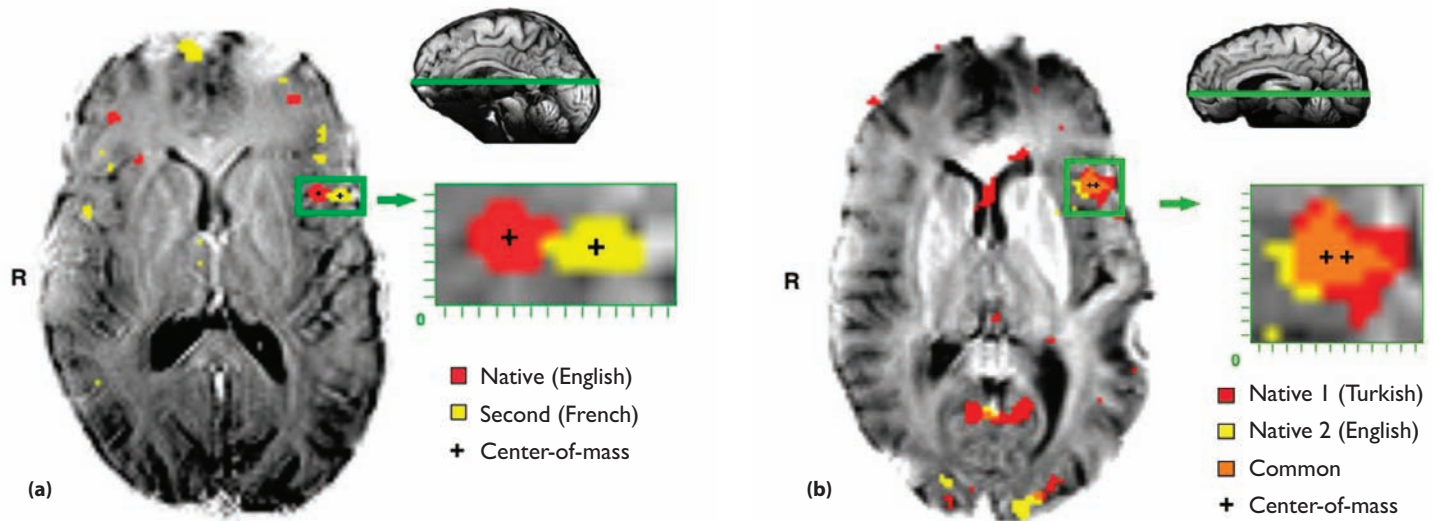 R
0
Native (English)
Second (French)
Center-of-mass
(a)
R
0
Native 1 (Turkish)
Native 2 (English)
Common
Center-of-mass
(b)